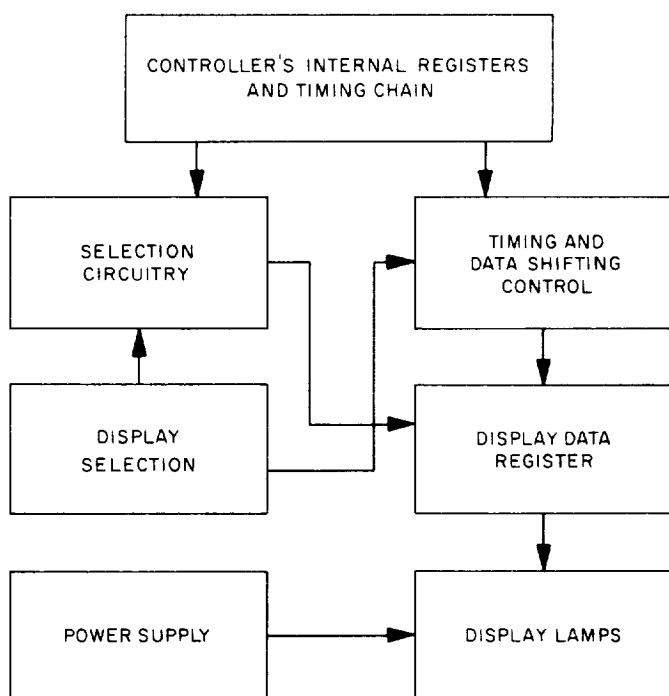 CONTROLLER'S INTERNAL REGISTERS
AND TIMING CHAIN
SELECTION
CIRCUITRY
TIMING AND
DATA SHIFTING
CONTROL
DISPLAY
SELECTION
DISPLAY DATA
REGISTER
POWER SUPPLY
DISPLAY LAMPS